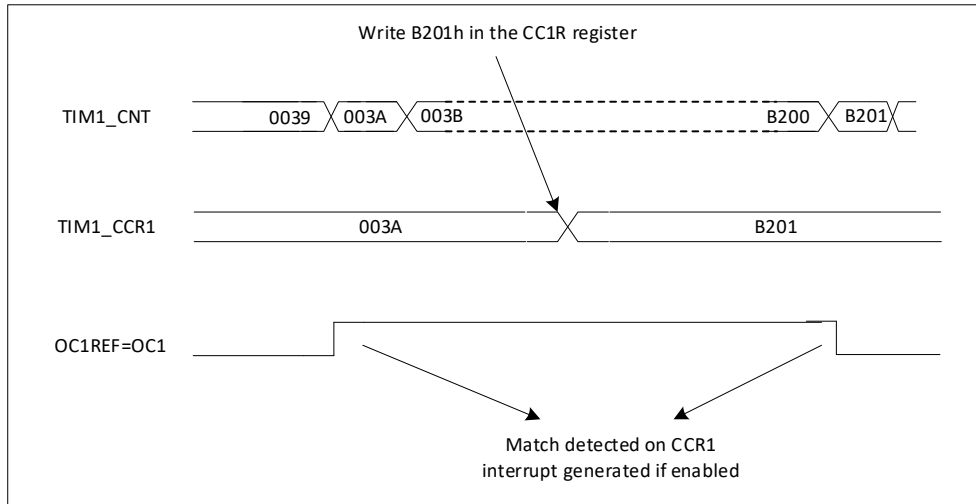 Write B201h in the CC1R register
TIM1_CNT
0039
003A
003B
B200
B201
TIM1_CCR1
003A
B201
OC1REF=OC1
Match detected on CCR1
interrupt generated if enabled